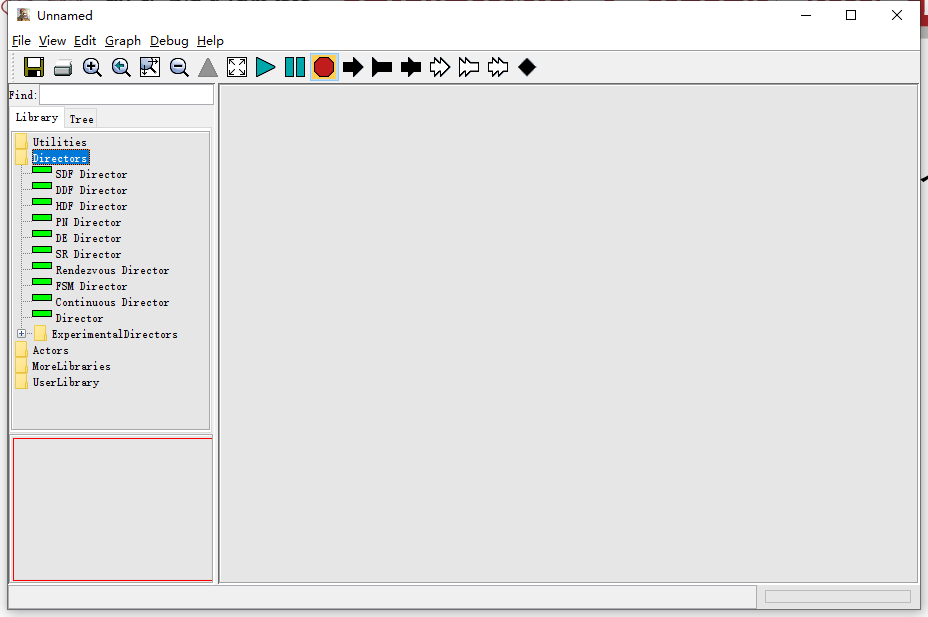 Unnamed
File View Edit Graph Debug Help
Find:
Library Tree
Utilities
Directors
SDF Director
DDF Director
HDF Director
PN Director
DE Director
SR Director
Rendezvous Director
FSM Director
Continuous Director
Director
ExperimentalDirectors
Actors
MoreLibraries
UserLibrary